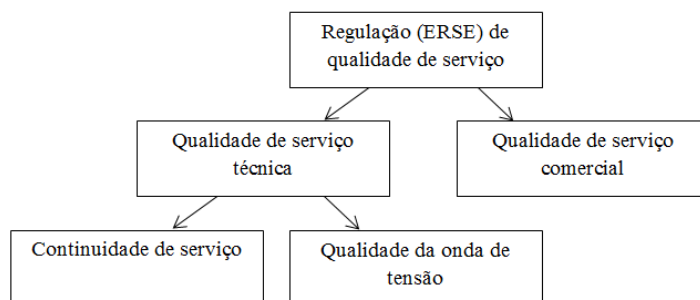 Regulação (ERSE) de
qualidade de serviço
Qualidade de serviço
técnica
Qualidade de serviço
comercial
Continuidade de serviço
Qualidade da onda de
tensão